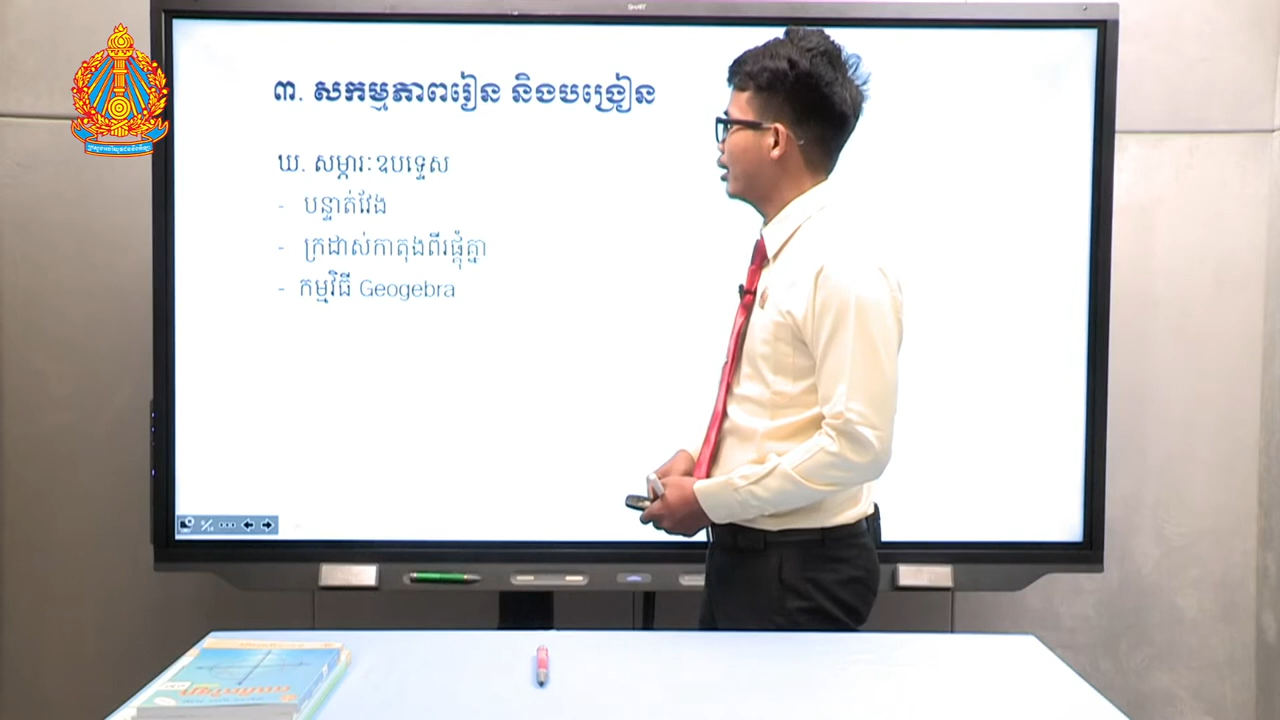 SMART
៣. សកម្មភាពរៀន និងបង្រៀន
ឃ. សម្ភារៈឧបទ្ទេស
- បន្ទាត់វែង
- ក្រដាស់កាតុងពីរផ្គុំគ្នា
- កម្មវិធី Geogebra